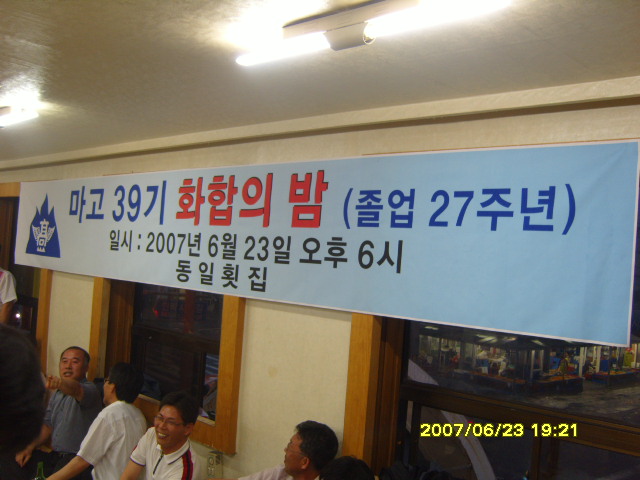 마고 39기 화합의 밤 (졸업 27주년)
일시 : 2007년 6월 23일 오후 6시
동일횟집
高
2007/06/23 19:21